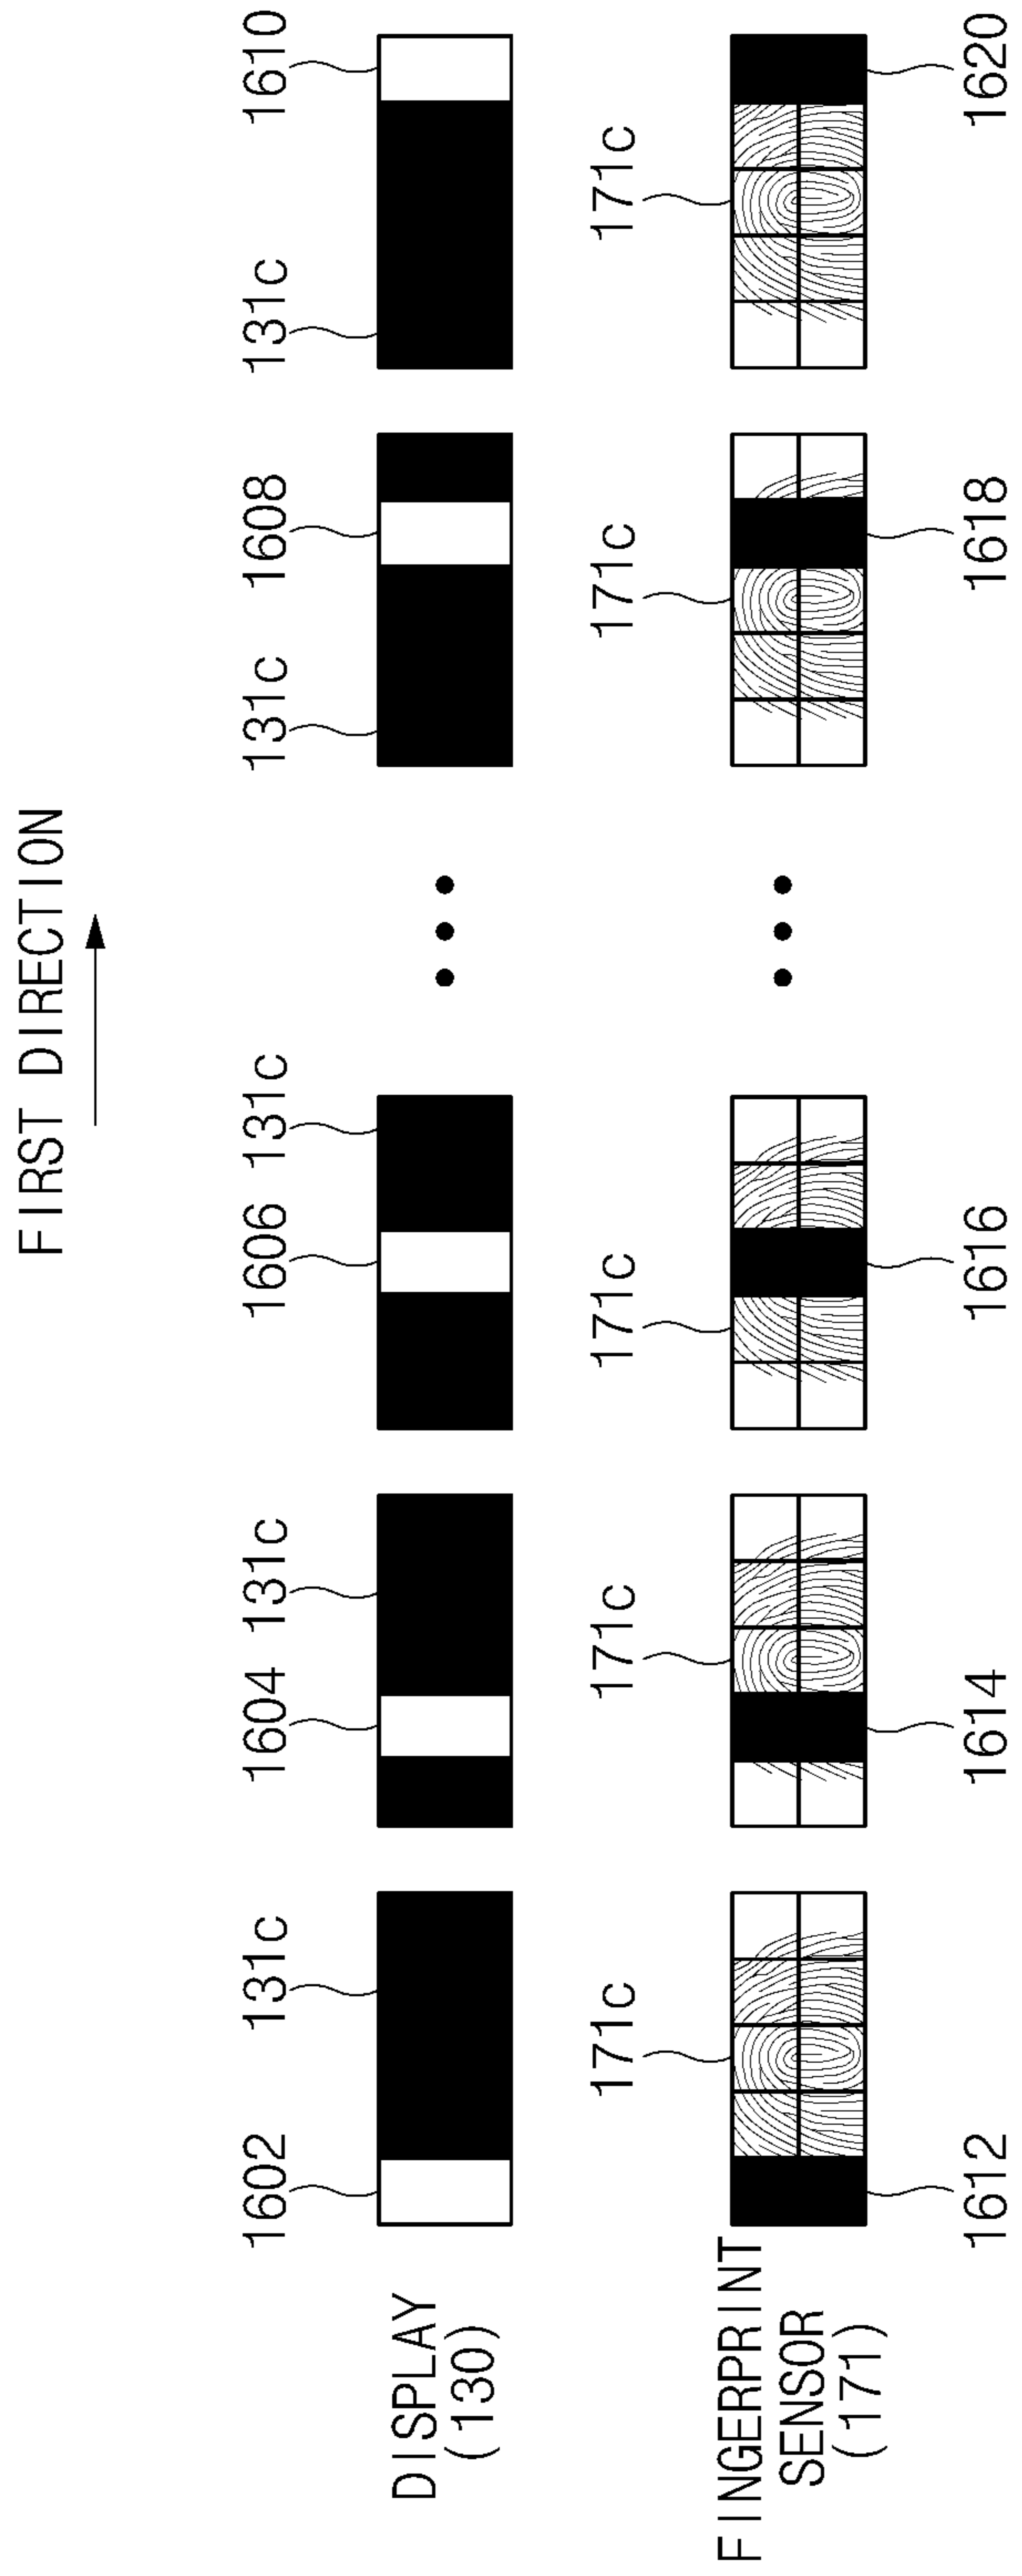 FIRST DIRECTION
1602
131c
1604
131c
1606
131c
131c
1608
131c
1610
DISPLAY
(130)
171c
171c
171c
171c
171c
FINGERPRINT
SENSOR
(171)
1612
1614
1616
1618
1620